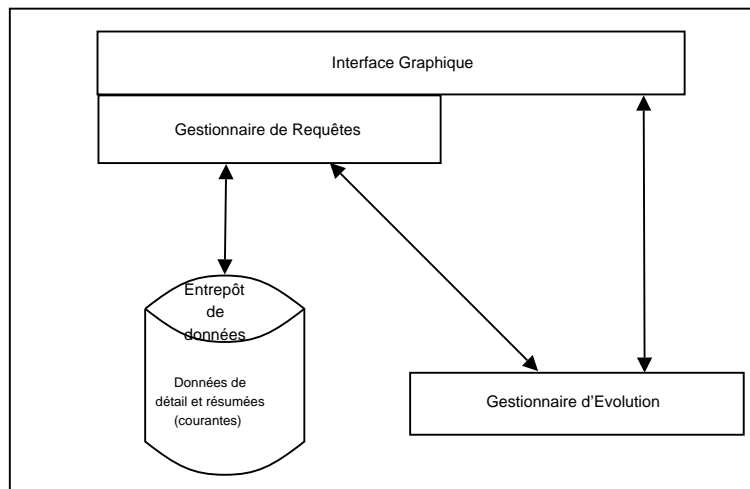 Interface Graphique
Gestionnaire de Requêtes
Entrepôt
de
données
Données de
détail et résumées
(courantes)
Gestionnaire d’Evolution